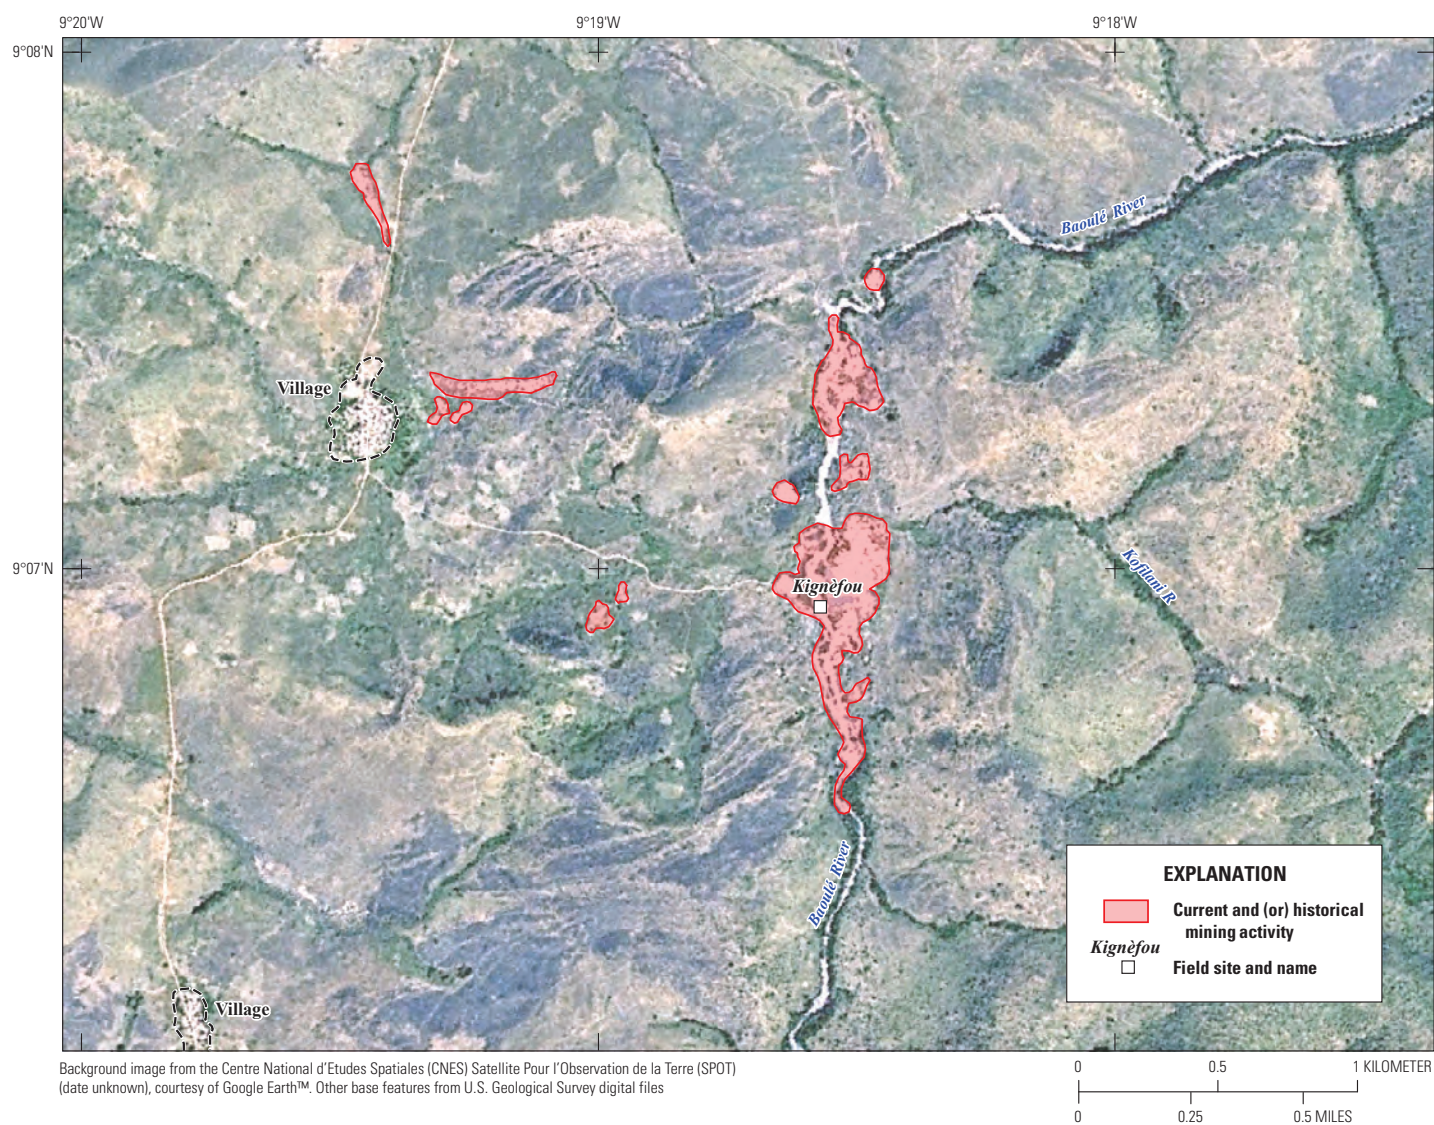 9°20'W
9°19'W
9°18'W
9°08'N
Baoulé River
Village
9°07'N
Kignèfou
Kofilani R
Baoulé River
Village
EXPLANATION
Current and (or) historical
mining activity
Kignèfou
Field site and name
Background image from the Centre National d'Etudes Spatiales (CNES) Satellite Pour l'Observation de la Terre (SPOT)
(date unknown), courtesy of Google Earth™. Other base features from U.S. Geological Survey digital files
0 0.5 1 KILOMETER
0 0.25 0.5 MILES